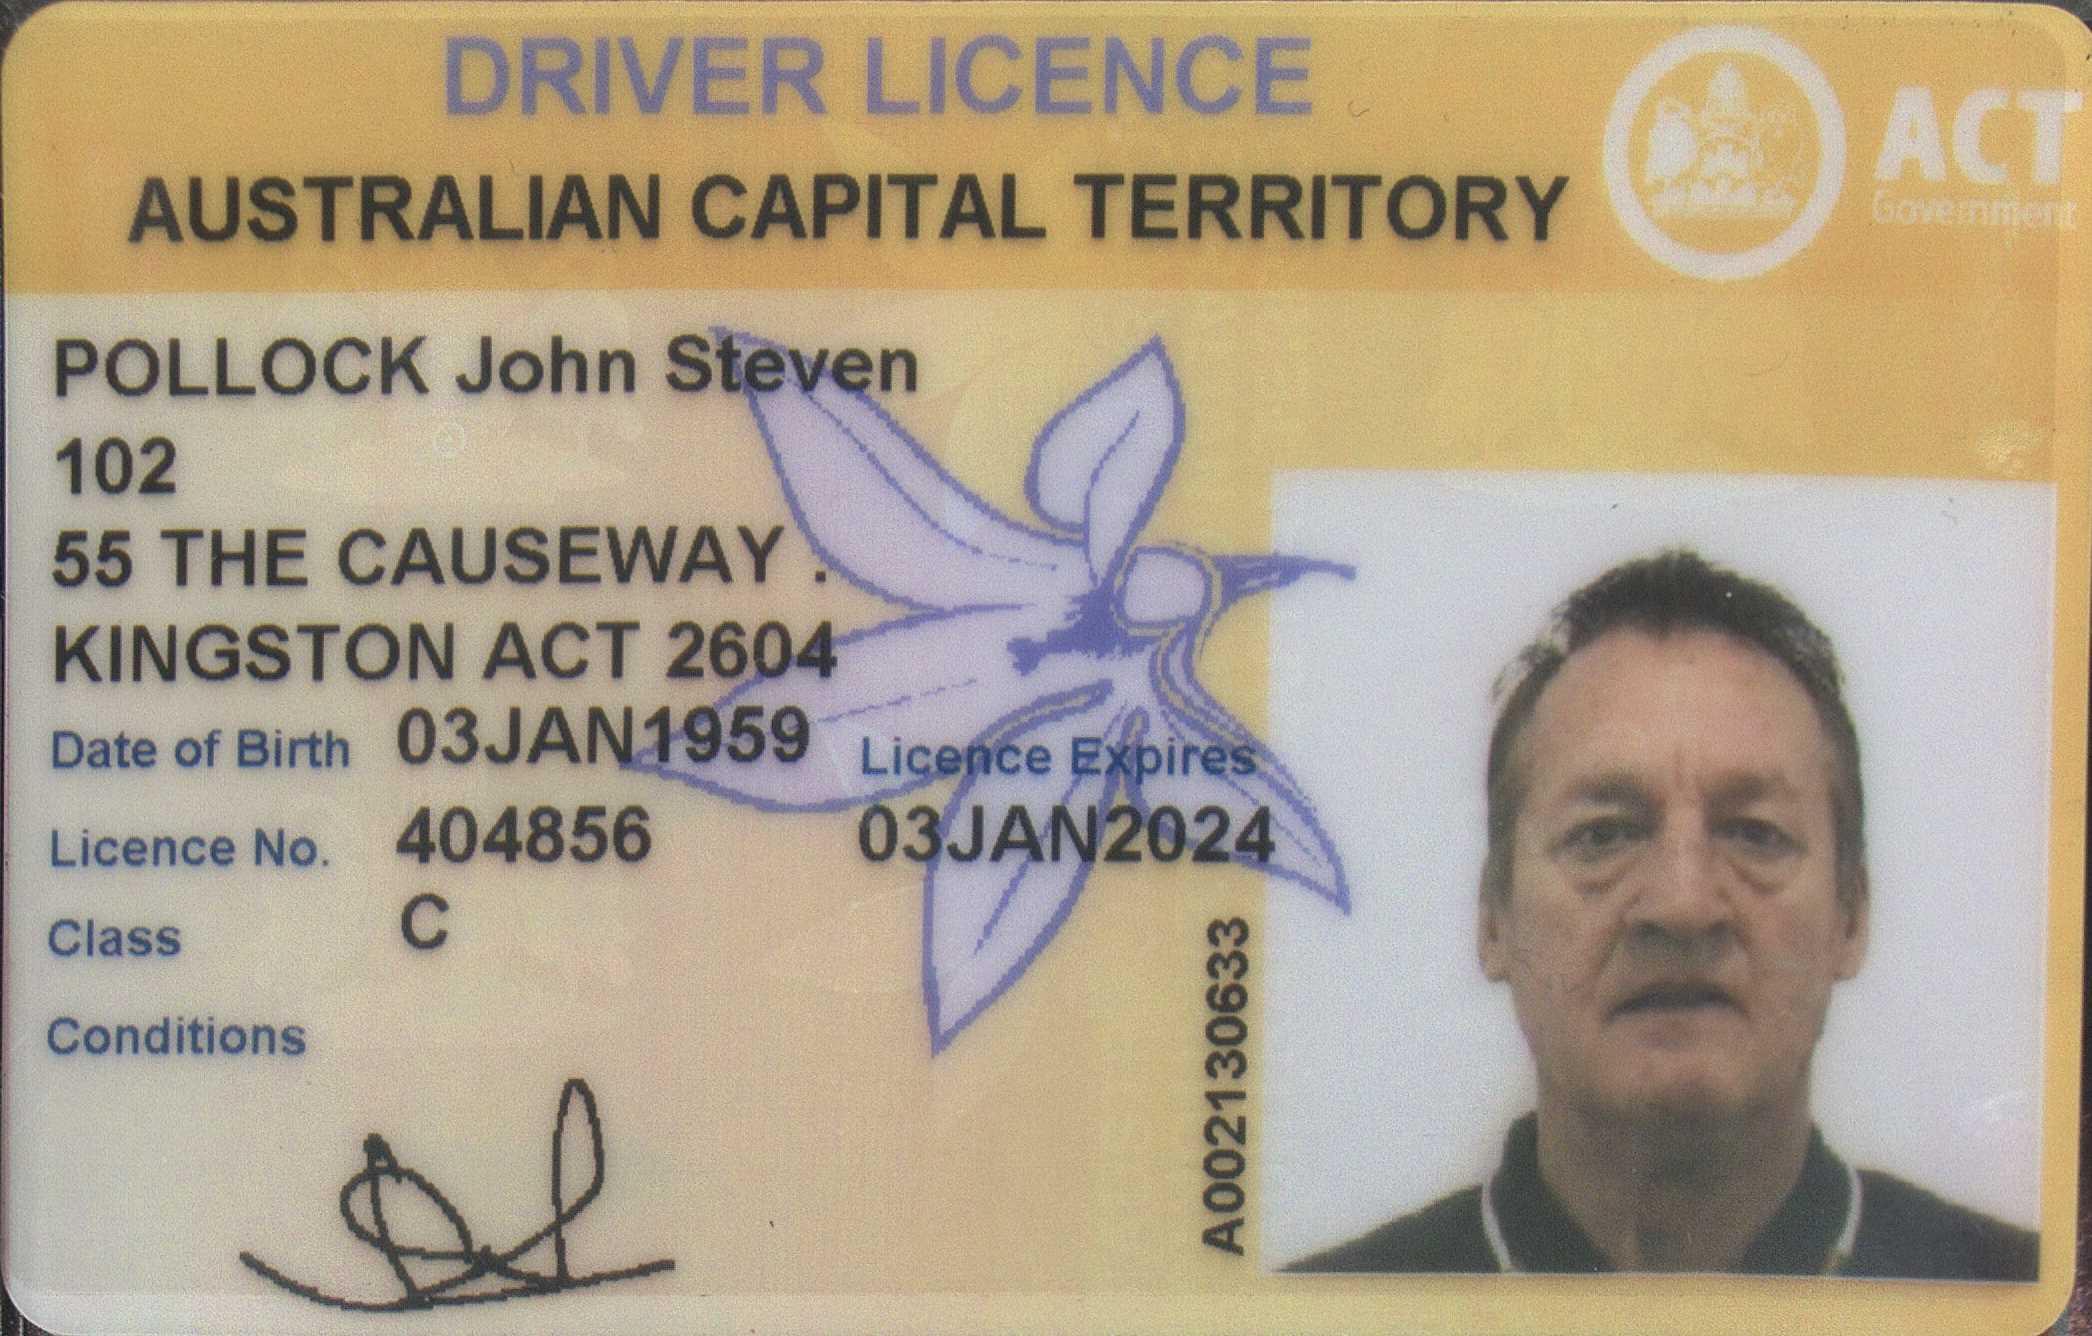 DRIVER LICENCE
AUSTRALIAN CAPITAL TERRITORY
ACT
Government
POLLOCK John Steven
102
55 THE CAUSEWAY .
KINGSTON ACT 2604
Date of Birth 03JAN1959
Licence Expires
Licence No. 404856
03JAN2024
Class C
Conditions
A002130633